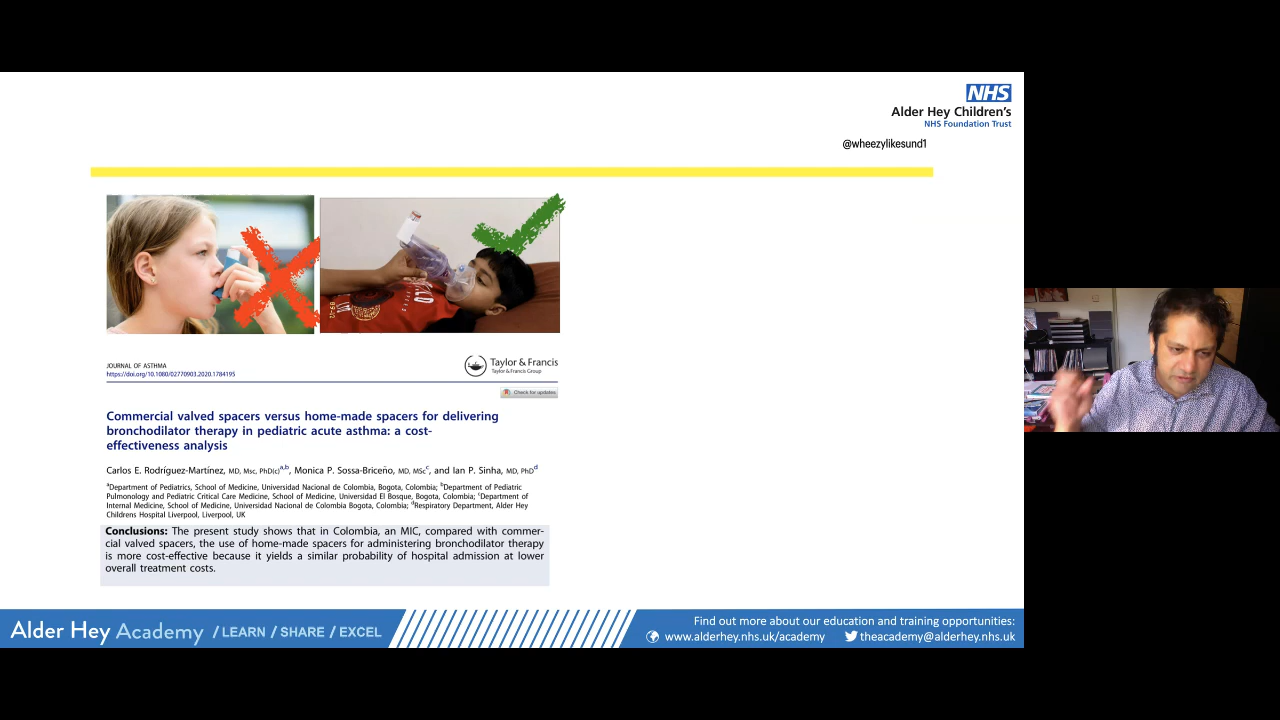 NHS
Alder Hey Children's
NHS Foundation Trust
@wheezylikesund1
JOURNAL OF ASTHMA
https://doi.org/10.1080/02770903.2020.1784195
Taylor & Francis
Taylor & Francis Group
Check for updates
Commercial valved spacers versus home-made spacers for delivering
bronchodilator therapy in pediatric acute asthma: a cost-
effectiveness analysis
Carlos E. Rodríguez-Martínez, MD, Msc, PhD(c)a,b, Monica P. Sossa-Briceño, MD, MScc, and Ian P. Sinha, MD, PhDd
aDepartment of Pediatrics, School of Medicine, Universidad Nacional de Colombia, Bogota, Colombia; bDepartment of Pediatric
Pulmonology and Pediatric Critical Care Medicine, School of Medicine, Universidad El Bosque, Bogota, Colombia; cDepartment of
Internal Medicine, School of Medicine, Universidad Nacional de Colombia Bogota, Colombia; dRespiratory Department, Alder Hey
Childrens Hospital Liverpool, Liverpool, UK
Conclusions: The present study shows that in Colombia, an MIC, compared with commer-
cial valved spacers, the use of home-made spacers for administering bronchodilator therapy
is more cost-effective because it yields a similar probability of hospital admission at lower
overall treatment costs.
Alder Hey Academy / LEARN / SHARE / EXCEL
Find out more about our education and training opportunities:
www.alderhey.nhs.uk/academy theacademy@alderhey.nhs.uk